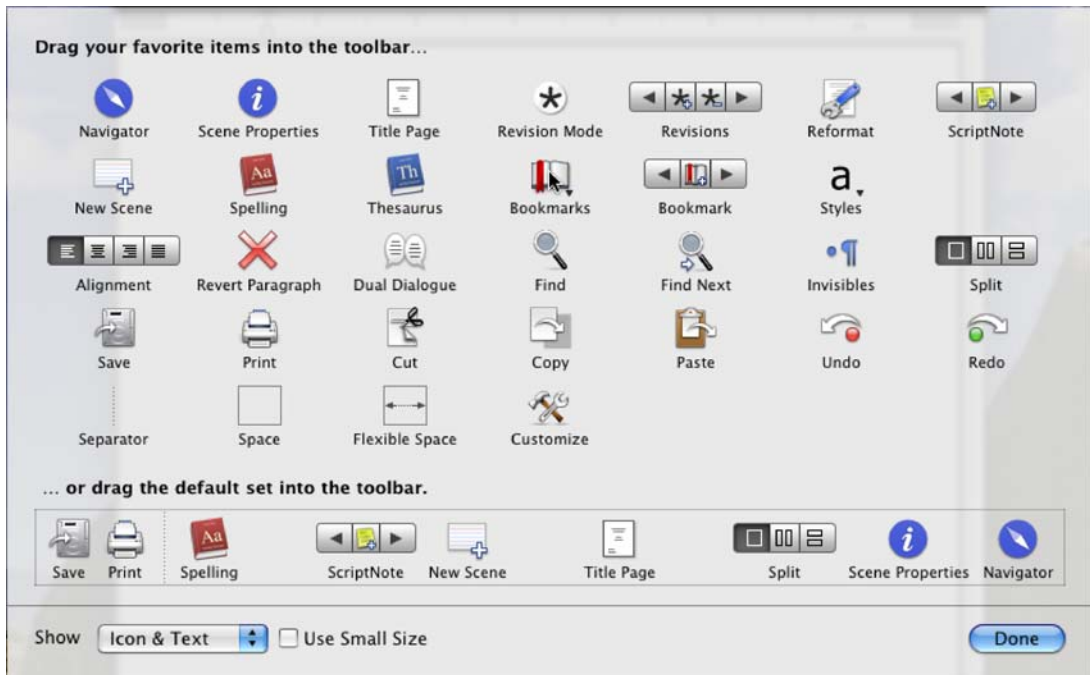 Drag your favorite items into the toolbar...
Navigator Scene Properties Title Page Revision Mode Revisions Reformat ScriptNote
Aa Th a
New Scene Spelling Thesaurus Bookmarks Bookmark Styles
Alignment Revert Paragraph Dual Dialogue Find Find Next Invisibles Split
Save Print Cut Copy Paste Undo Redo
Separator Space Flexible Space Customize
... or drag the default set into the toolbar.
Aa
Save Print Spelling ScriptNote New Scene Title Page Split Scene Properties Navigator
Show Icon & Text Use Small Size Done